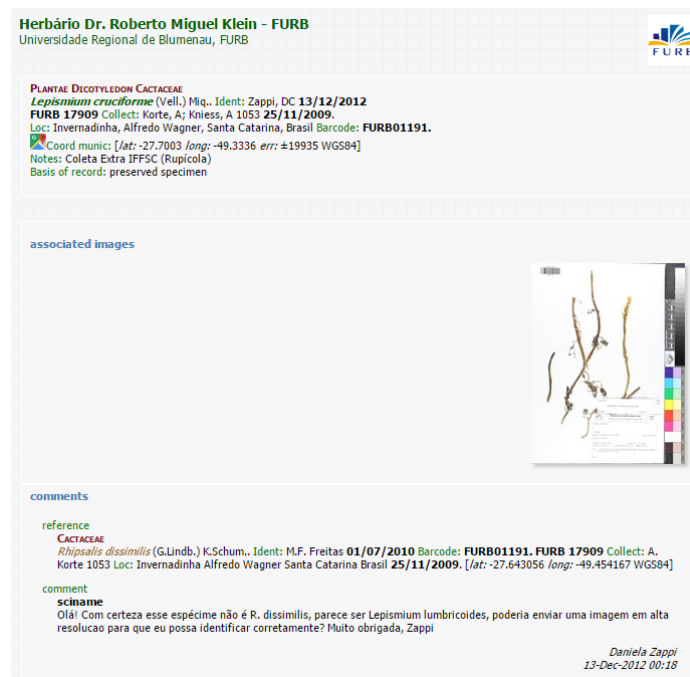 Herbário Dr. Roberto Miguel Klein - FURB
Universidade Regional de Blumenau, FURB
FURB
PLANTAE DICOTYLEDON CACTACEAE
Lepismium cruciforme (Vell.) Miq.. Ident: Zappi, DC 13/12/2012
FURB 17909 Collect: Korte, A; Kniess, A 1053 25/11/2009.
Loc: Invernadinha, Alfredo Wagner, Santa Catarina, Brasil Barcode: FURB01191.
Coord munic: [lat: -27.7003 long: -49.3336 err: ±19935 WGS84]
Notes: Coleta Extra IFFSC (Rupícola)
Basis of record: preserved specimen
associated images
comments
reference
CACTACEAE
Rhipsalis dissimilis (G.Lindb.) K.Schum.. Ident: M.F. Freitas 01/07/2010 Barcode: FURB01191. FURB 17909 Collect: A.
Korte 1053 Loc: Invernadinha Alfredo Wagner Santa Catarina Brasil 25/11/2009. [lat: -27.643056 long: -49.454167 WGS84]
comment
sciname
Olá! Com certeza esse espécime não é R. dissimilis, parece ser Lepismium lumbricoides, poderia enviar uma imagem em alta
resolucao para que eu possa identificar corretamente? Muito obrigada, Zappi
Daniela Zappi
13-Dec-2012 00:18